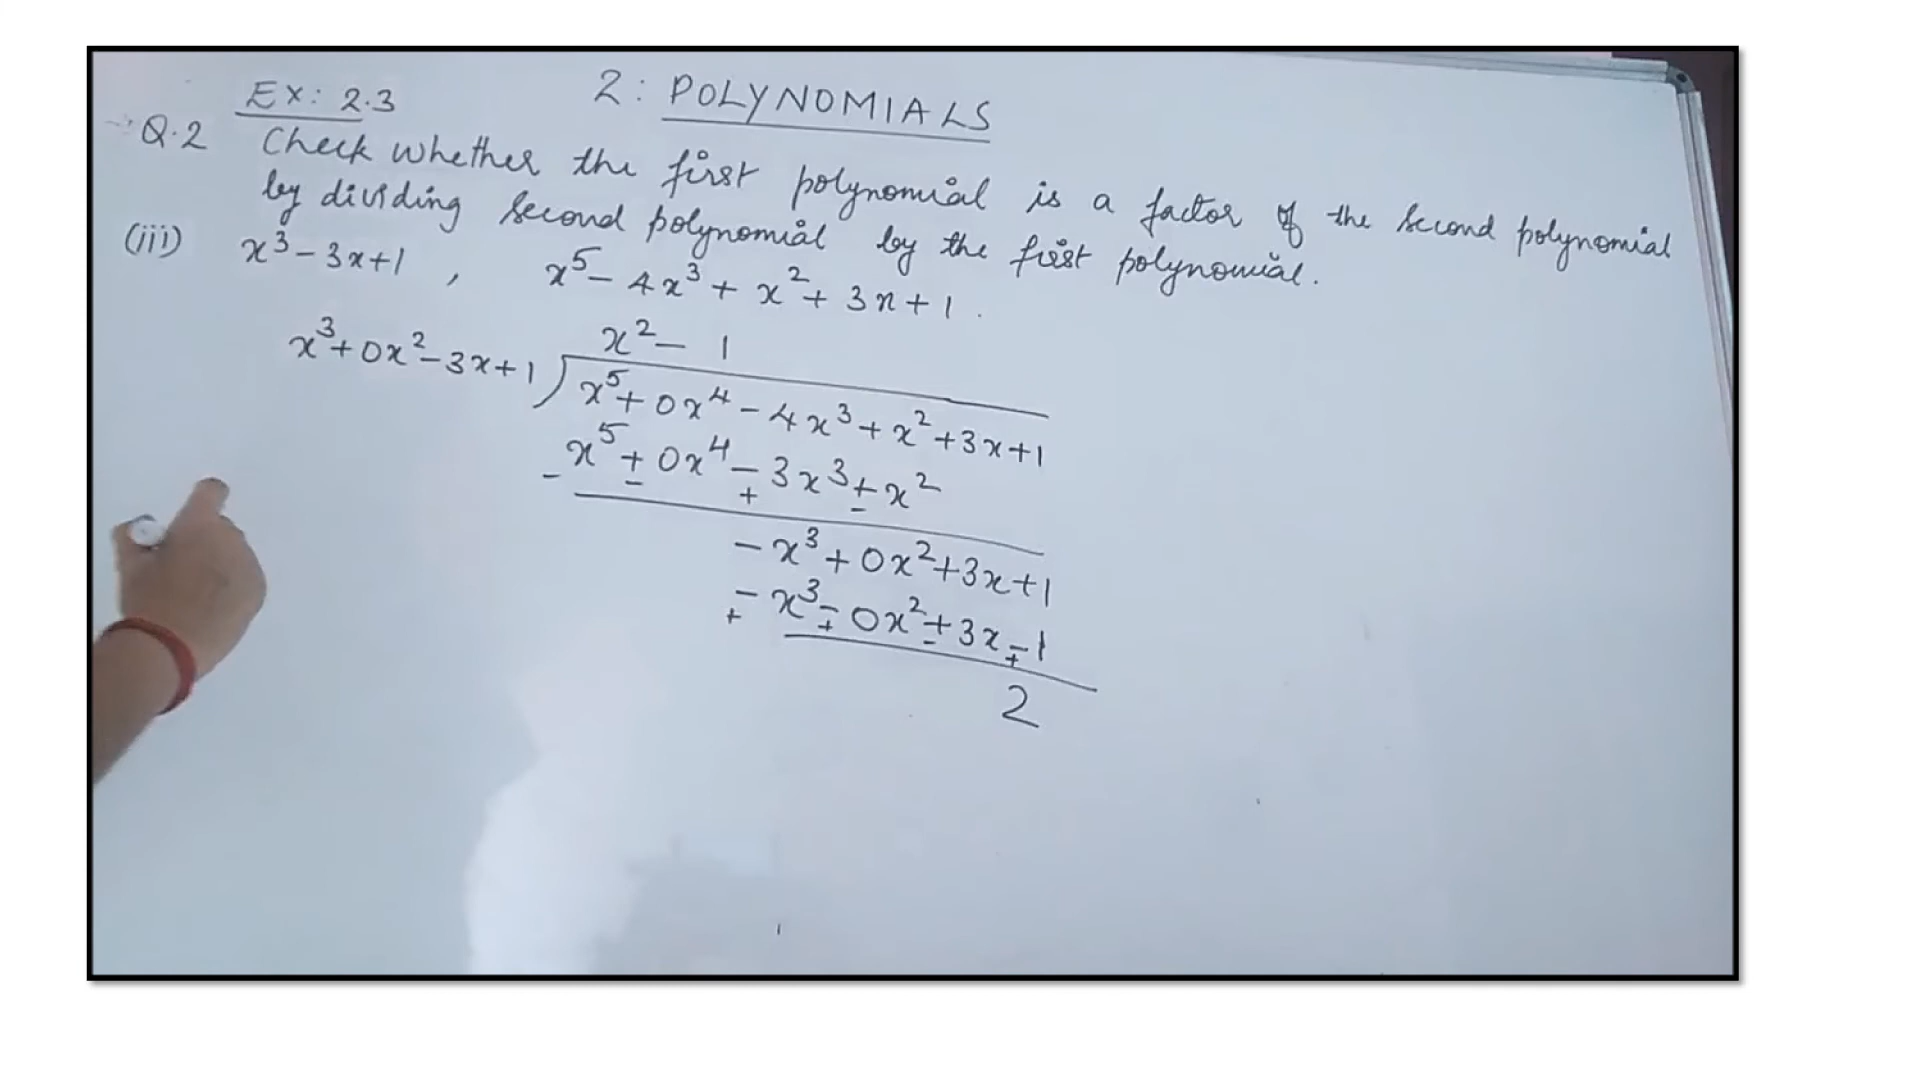 Ex: 2.3
2: POLYNOMIALS
Q.2 Check whether the first polynomial is a factor of the second polynomial
by dividing second polynomial by the first polynomial.
(iii) x³ - 3x + 1 , x⁵ - 4x³ + x² + 3x + 1 .
x² - 1
x³ + 0x² - 3x + 1 ) x⁵ + 0x⁴ - 4x³ + x² + 3x + 1
x⁵ + 0x⁴ - 3x³ + x²
- - + -
- x³ + 0x² + 3x + 1
- x³ - 0x² + 3x - 1
+ + - +
2